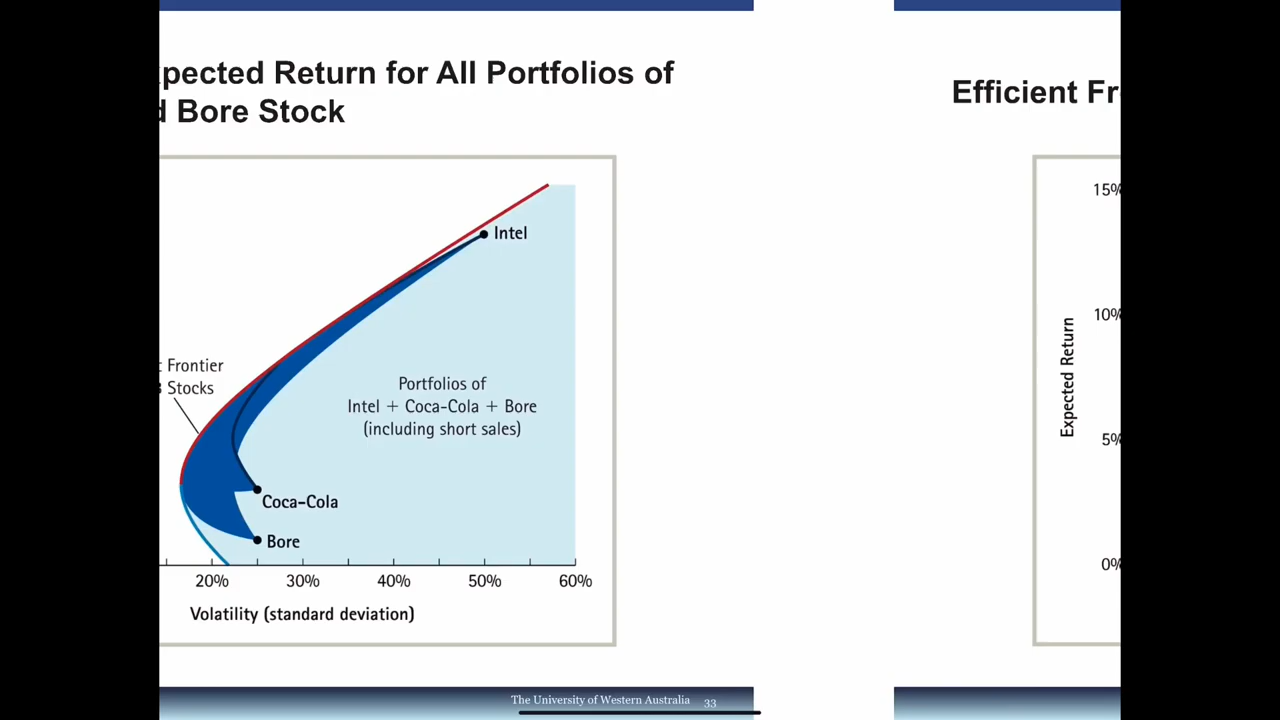 pected Return for All Portfolios of
d Bore Stock
Intel
t Frontier
3 Stocks
Portfolios of
Intel + Coca-Cola + Bore
(including short sales)
Coca-Cola
Bore
20% 30% 40% 50% 60%
Volatility (standard deviation)
The University of Western Australia 33
Efficient Fr
15%
10%
5%
0%
Expected Return